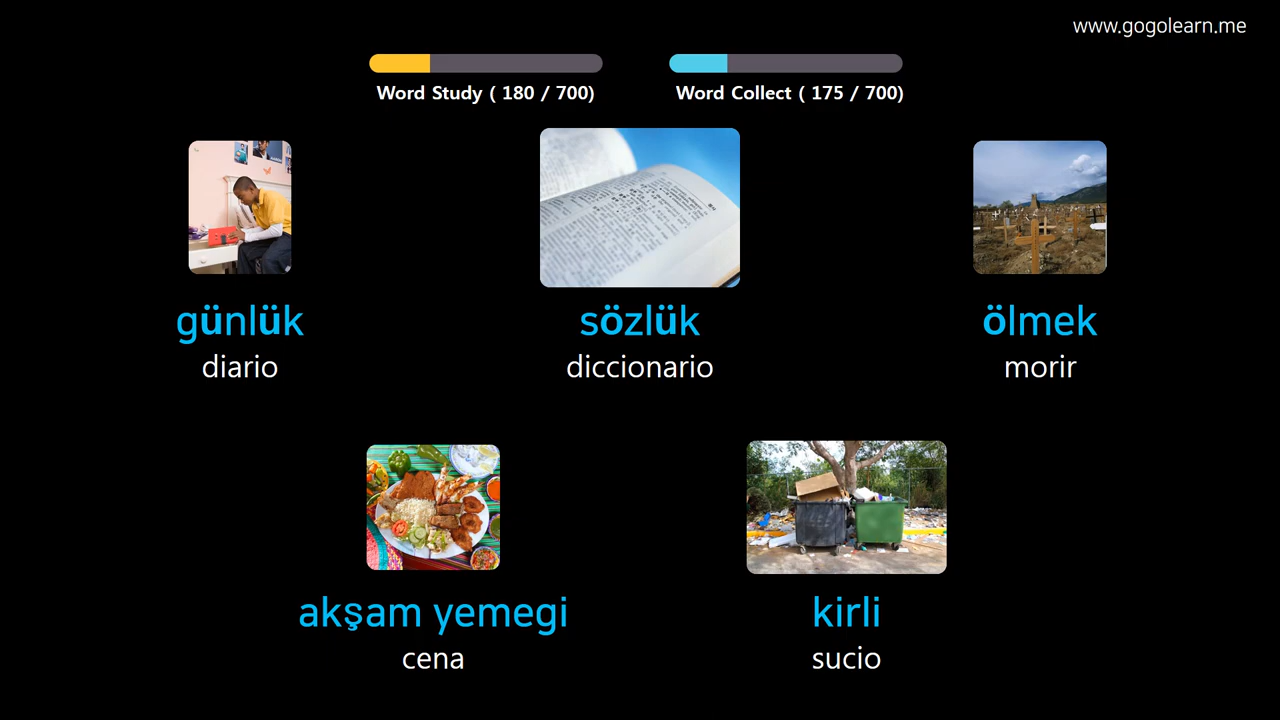 www.gogolearn.me
Word Study ( 180 / 700)
Word Collect ( 175 / 700)
günlük
diario
sözlük
diccionario
ölmek
morir
akşam yemegi
cena
kirli
sucio